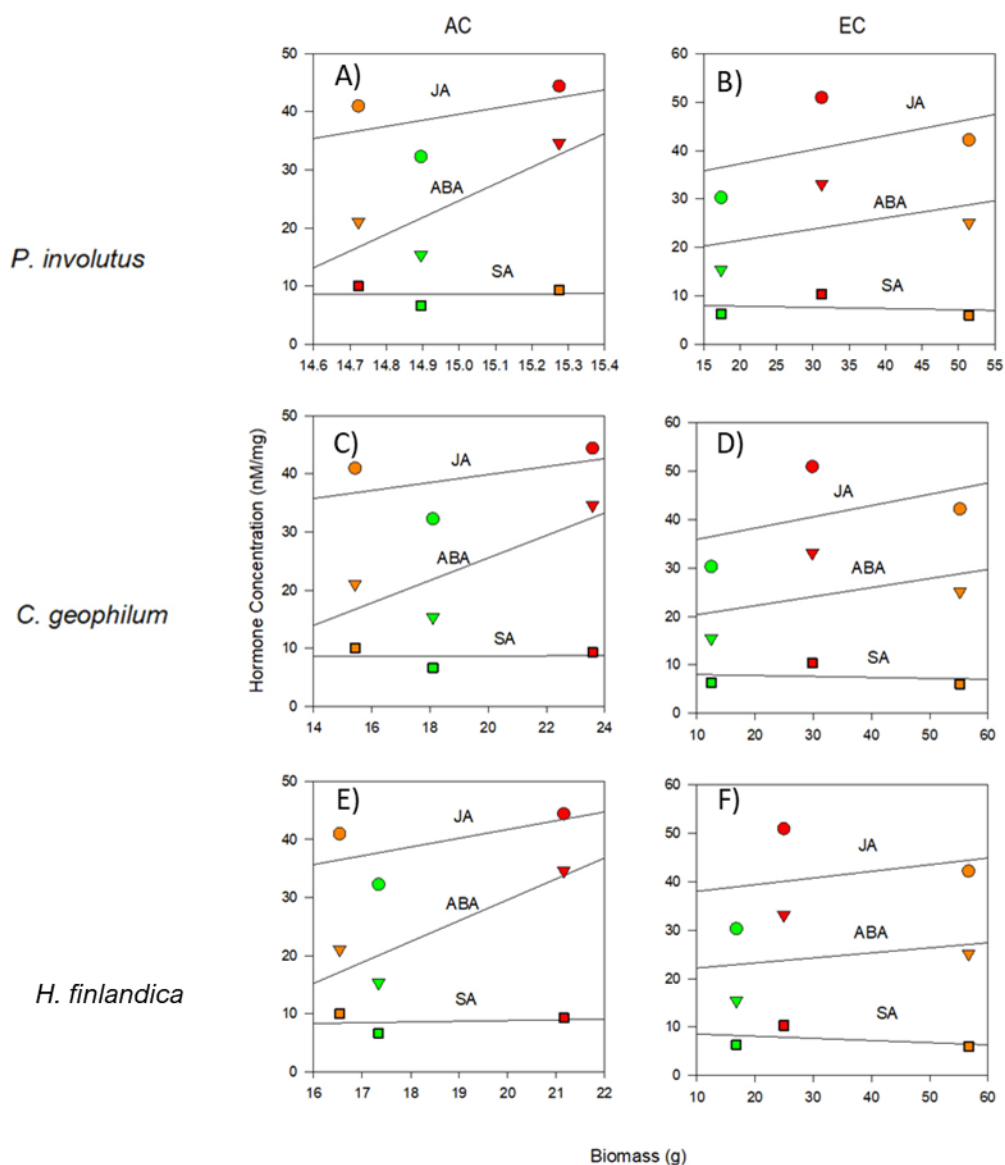 AC
EC
50
A)
JA
40
30
ABA
20
SA
10
0
14.6 14.7 14.8 14.9 15.0 15.1 15.2 15.3 15.4
60
B)
50
JA
40
30
ABA
20
SA
10
0
15 20 25 30 35 40 45 50 55
P. involutus
Hormone Concentration (nM/mg)
50
C)
JA
40
30
ABA
20
SA
10
0
14 16 18 20 22 24
60
D)
50
JA
40
30
ABA
20
SA
10
0
10 20 30 40 50 60
C. geophilum
50
E)
JA
40
30
ABA
20
SA
10
0
16 17 18 19 20 21 22
60
F)
50
JA
40
30
ABA
20
SA
10
0
10 20 30 40 50 60
H. finlandica
Biomass (g)